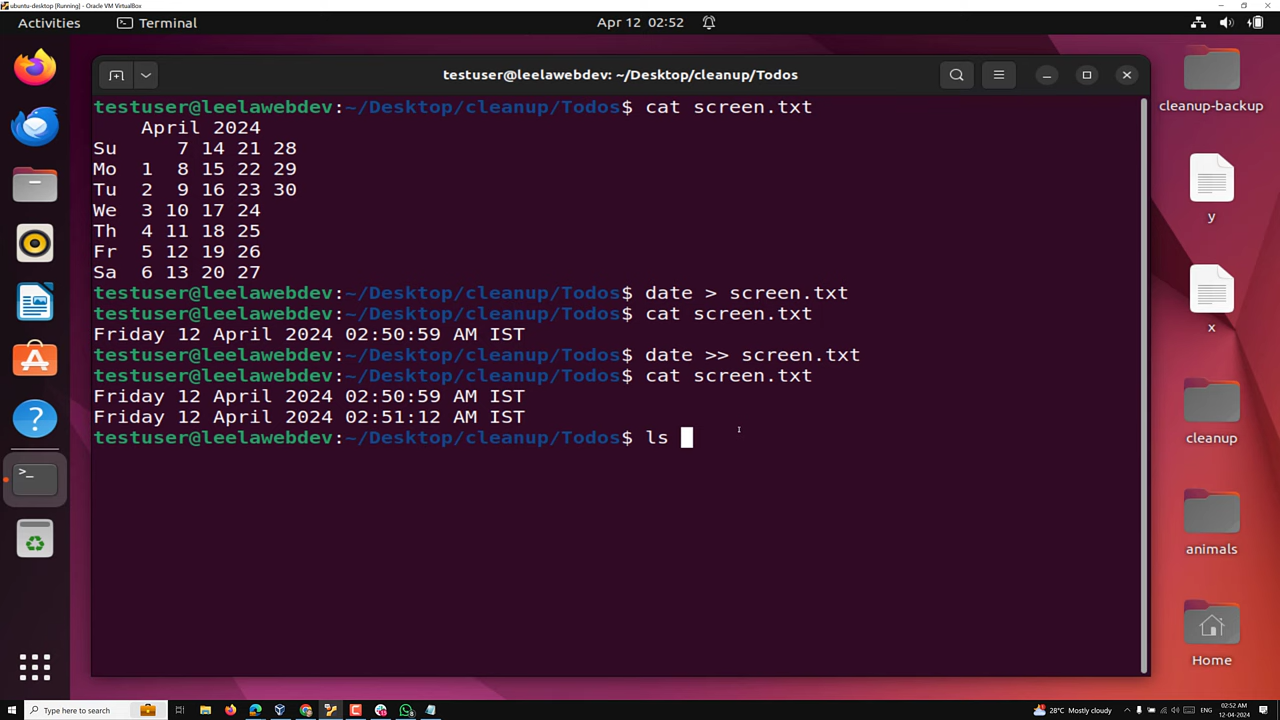 ubuntu-desktop [Running] - Oracle VM VirtualBox
Activities
Terminal
Apr 12 02:52
testuser@leelawebdev: ~/Desktop/cleanup/Todos
testuser@leelawebdev:~/Desktop/cleanup/Todos$ cat screen.txt
    April 2024
Su     7 14 21 28
Mo  1  8 15 22 29
Tu  2  9 16 23 30
We  3 10 17 24
Th  4 11 18 25
Fr  5 12 19 26
Sa  6 13 20 27
testuser@leelawebdev:~/Desktop/cleanup/Todos$ date > screen.txt
testuser@leelawebdev:~/Desktop/cleanup/Todos$ cat screen.txt
Friday 12 April 2024 02:50:59 AM IST
testuser@leelawebdev:~/Desktop/cleanup/Todos$ date >> screen.txt
testuser@leelawebdev:~/Desktop/cleanup/Todos$ cat screen.txt
Friday 12 April 2024 02:50:59 AM IST
Friday 12 April 2024 02:51:12 AM IST
testuser@leelawebdev:~/Desktop/cleanup/Todos$ ls
cleanup-backup
y
x
cleanup
animals
Home
Type here to search
28°C Mostly cloudy
ENG
02:52 AM
12-04-2024